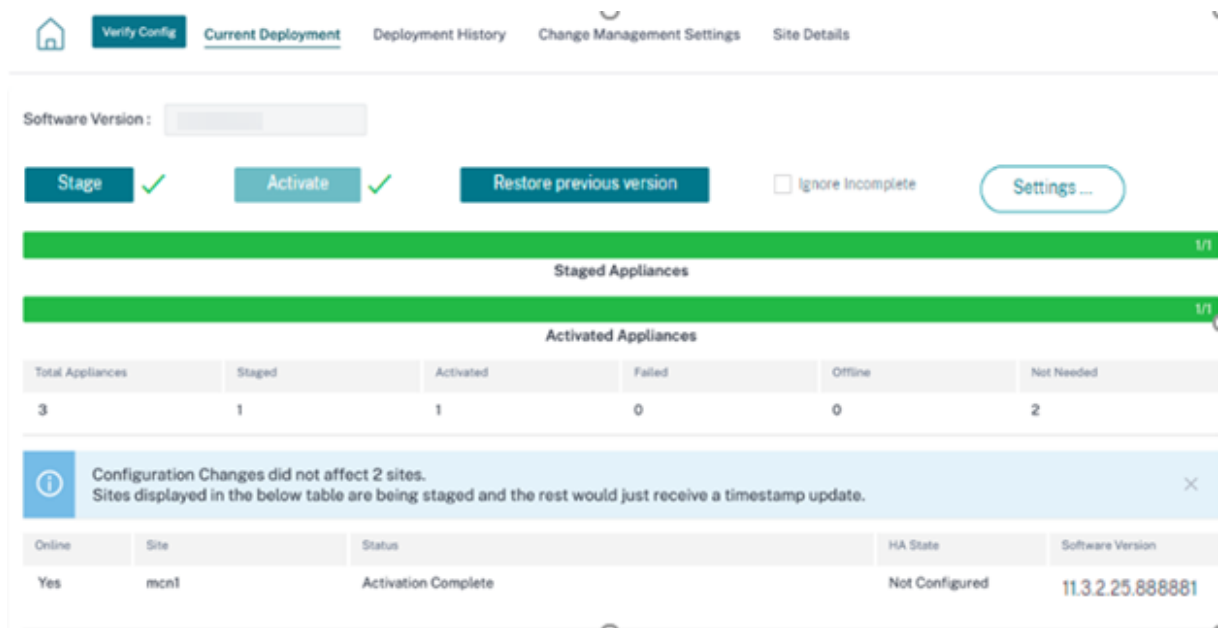 Verify Config Current Deployment Deployment History Change Management Settings Site Details
Software Version :
Stage Activate Restore previous version Ignore Incomplete Settings ...
1/1
Staged Appliances
1/1
Activated Appliances
Total Appliances Staged Activated Failed Offline Not Needed
3 1 1 0 0 2
Configuration Changes did not affect 2 sites.
Sites displayed in the below table are being staged and the rest would just receive a timestamp update.
Online Site Status HA State Software Version
Yes mcn1 Activation Complete Not Configured 11.3.2.25.888881